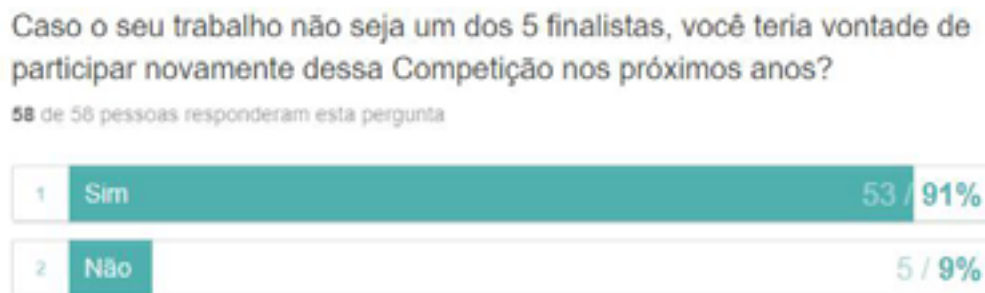 Caso o seu trabalho não seja um dos 5 finalistas, você teria vontade de
participar novamente dessa Competição nos próximos anos?
58 de 58 pessoas responderam esta pergunta
1 Sim 53 / 91%
2 Não 5 / 9%